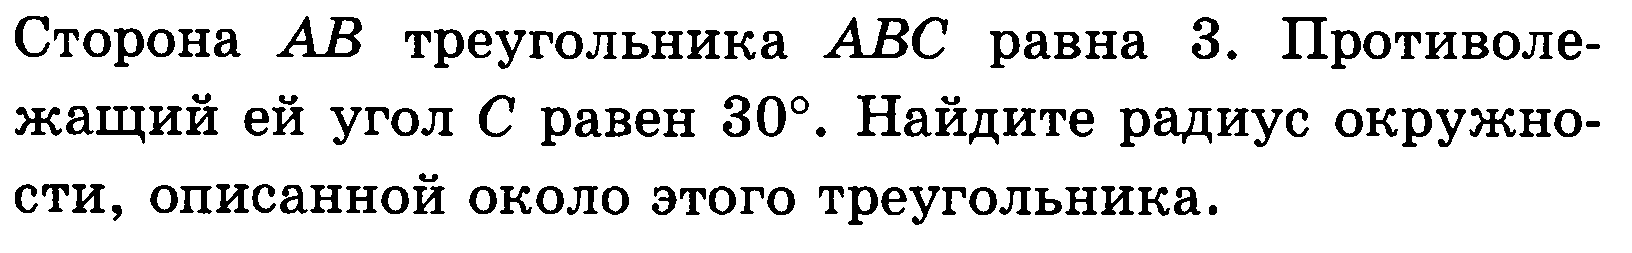 Сторона AB треугольника ABC равна 3. Противоле-
жащий ей угол C равен 30°. Найдите радиус окружно-
сти, описанной около этого треугольника.